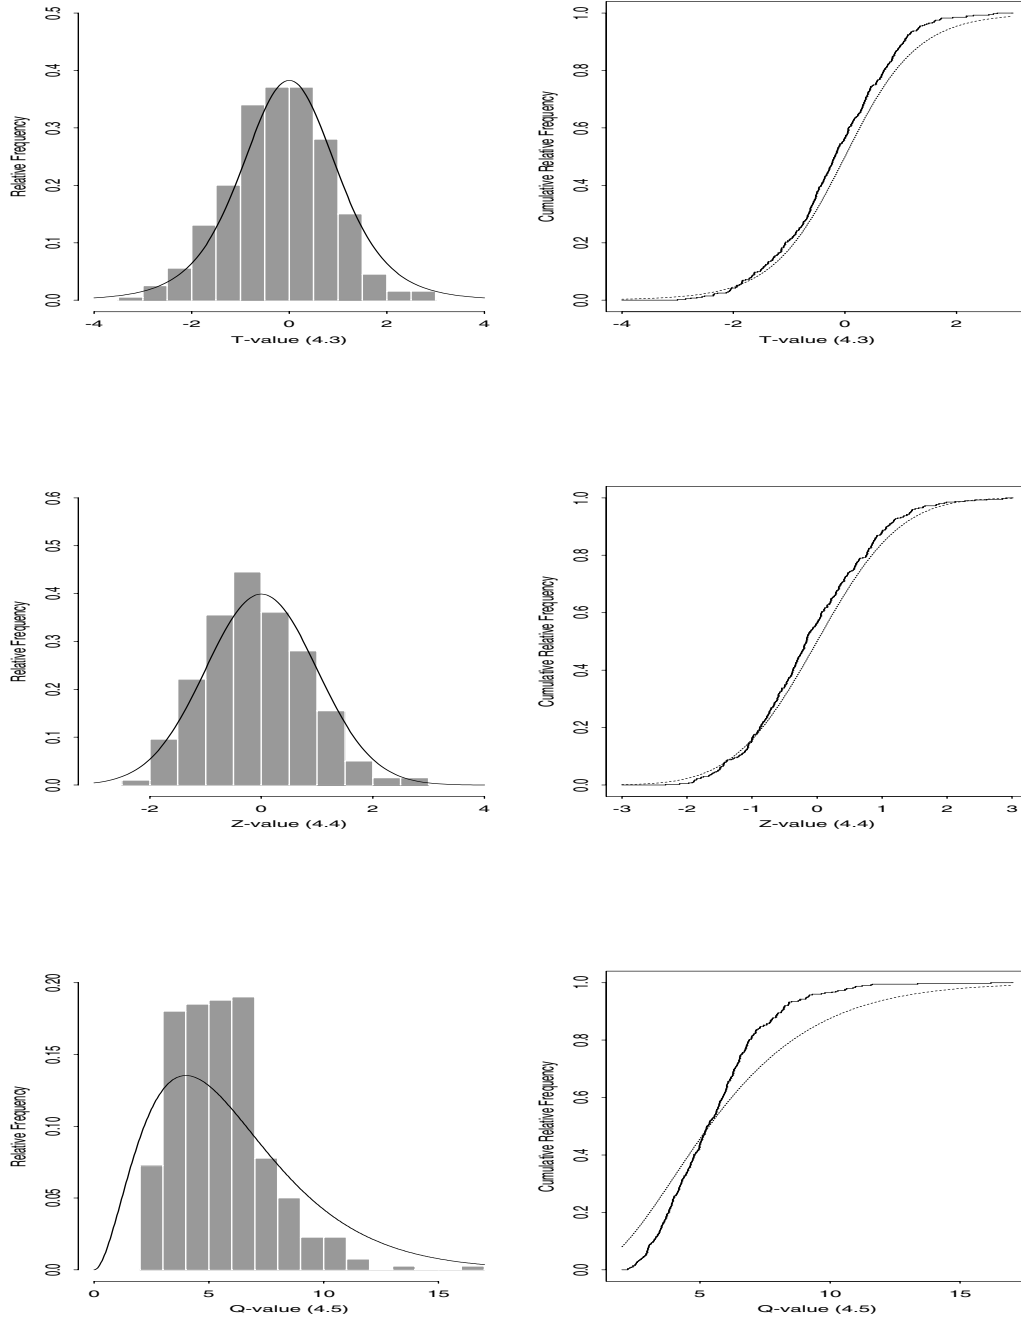 Relative Frequency
0.0 0.1 0.2 0.3 0.4 0.5
-4 -2 0 2 4
T-value (4.3)
Cumulative Relative Frequency
0.0 0.2 0.4 0.6 0.8 1.0
-4 -2 0 2
T-value (4.3)
Relative Frequency
0.0 0.1 0.2 0.3 0.4 0.5 0.6
-2 0 2 4
Z-value (4.4)
Cumulative Relative Frequency
0.0 0.2 0.4 0.6 0.8 1.0
-3 -2 -1 0 1 2 3
Z-value (4.4)
Relative Frequency
0.0 0.05 0.10 0.15 0.20
0 5 10 15
Q-value (4.5)
Cumulative Relative Frequency
0.0 0.2 0.4 0.6 0.8 1.0
5 10 15
Q-value (4.5)